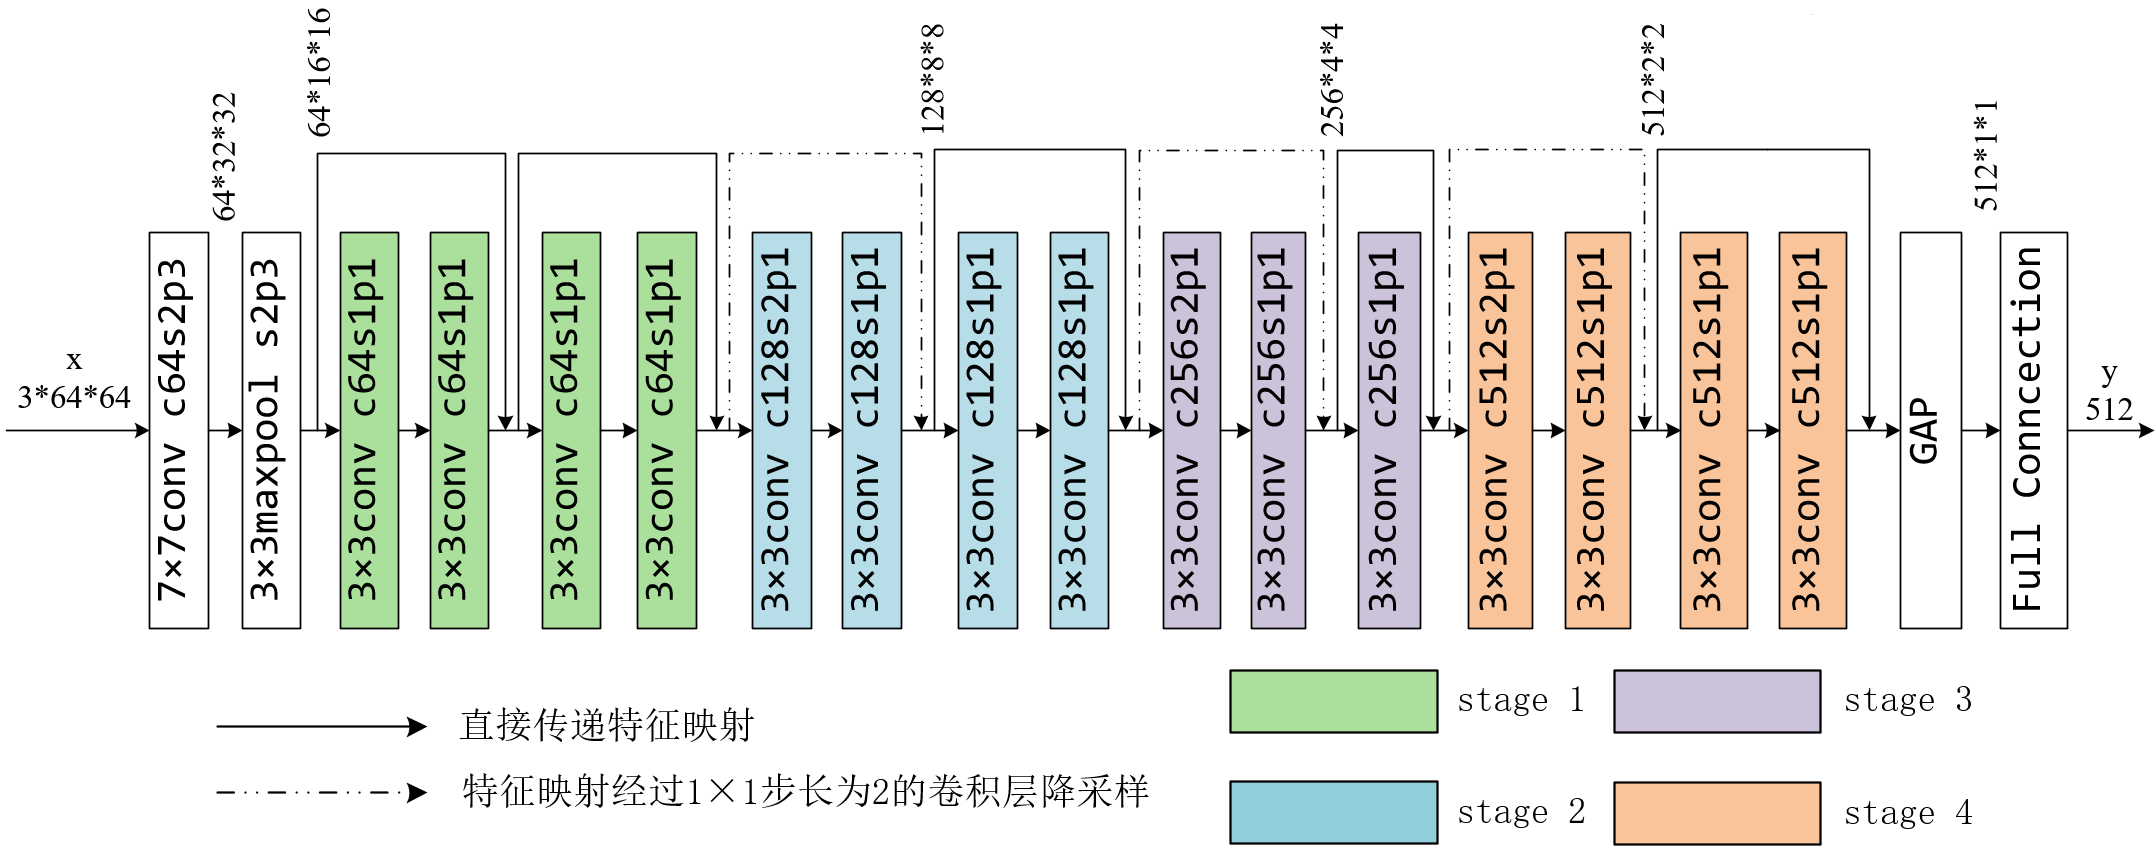 64*32*32
64*16*16
128*8*8
256*4*4
512*2*2
512*1*1
x
3*64*64
7×7conv c64s2p3
3×3maxpool s2p3
3×3conv c64s1p1
3×3conv c64s1p1
3×3conv c64s1p1
3×3conv c64s1p1
3×3conv c128s2p1
3×3conv c128s1p1
3×3conv c128s1p1
3×3conv c128s1p1
3×3conv c256s2p1
3×3conv c256s1p1
3×3conv c256s1p1
3×3conv c512s2p1
3×3conv c512s1p1
3×3conv c512s1p1
3×3conv c512s1p1
GAP
Full Conncection
y
512
直接传递特征映射
特征映射经过1×1步长为2的卷积层降采样
stage 1
stage 3
stage 2
stage 4